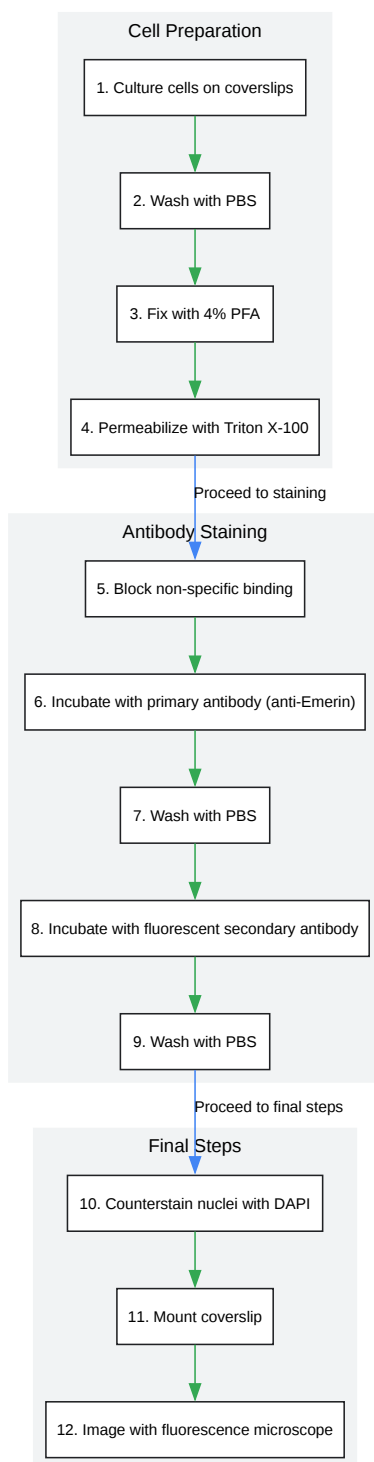 Cell Preparation
1. Culture cells on coverslips
2. Wash with PBS
3. Fix with 4% PFA
4. Permeabilize with Triton X-100
Proceed to staining
Antibody Staining
5. Block non-specific binding
6. Incubate with primary antibody (anti-Emerin)
7. Wash with PBS
8. Incubate with fluorescent secondary antibody
9. Wash with PBS
Proceed to final steps
Final Steps
10. Counterstain nuclei with DAPI
11. Mount coverslip
12. Image with fluorescence microscope